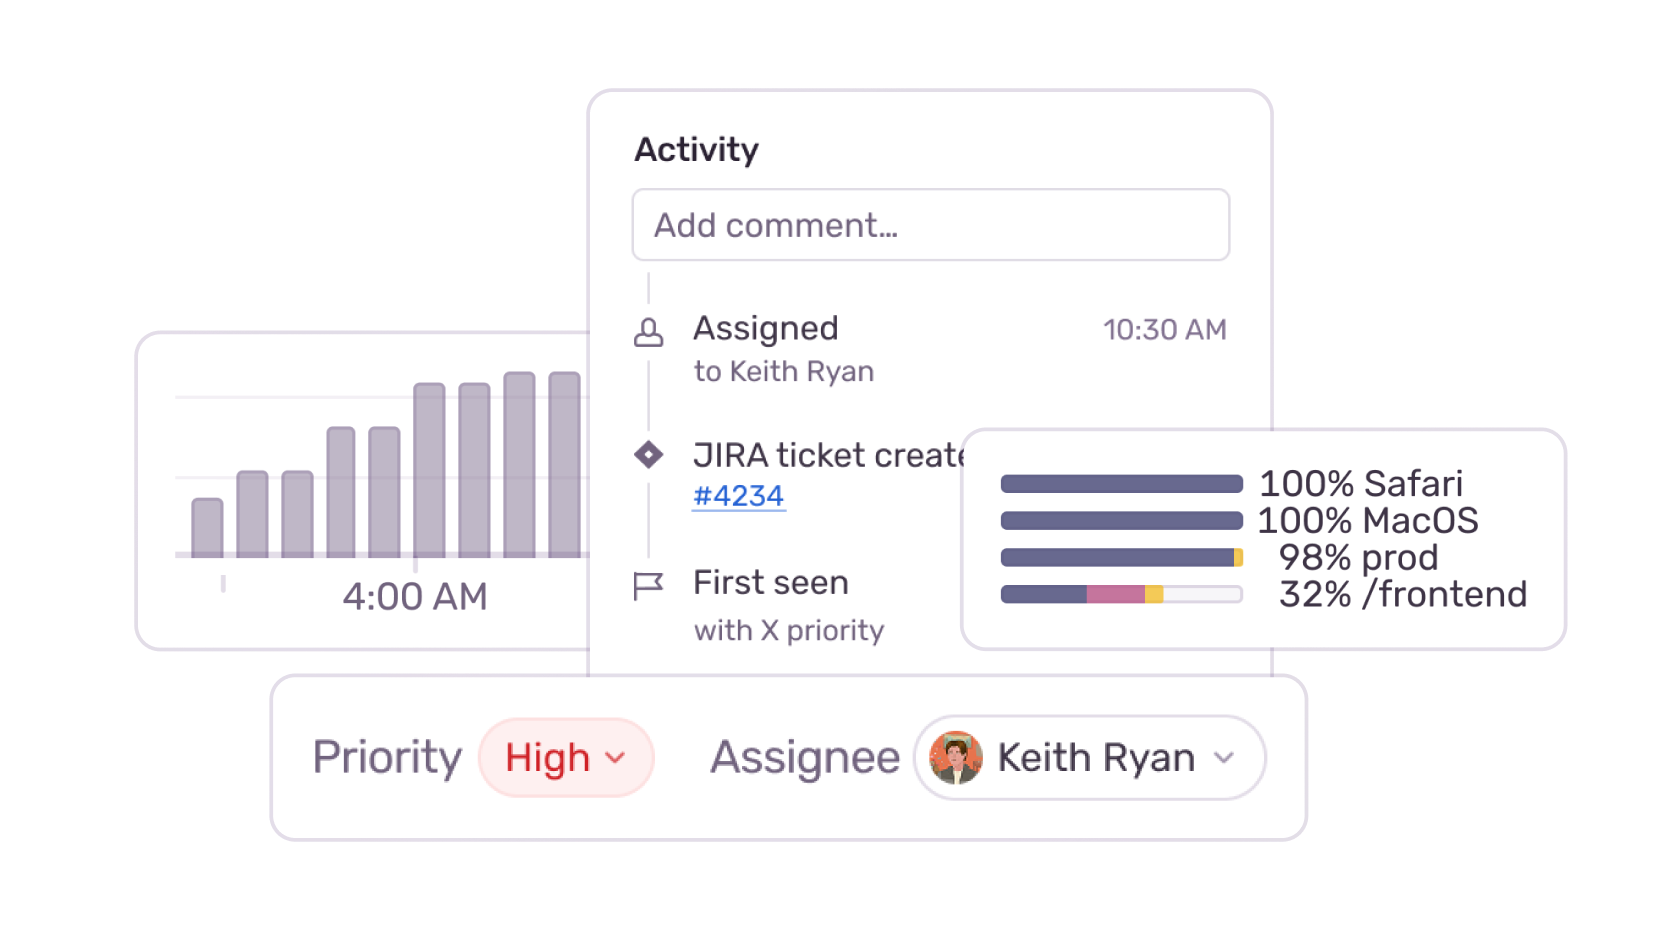 Activity
Add comment…
Assigned
10:30 AM
to Keith Ryan
JIRA ticket create
#4234
First seen
with X priority
4:00 AM
100% Safari
100% MacOS
98% prod
32% /frontend
Priority High
Assignee Keith Ryan